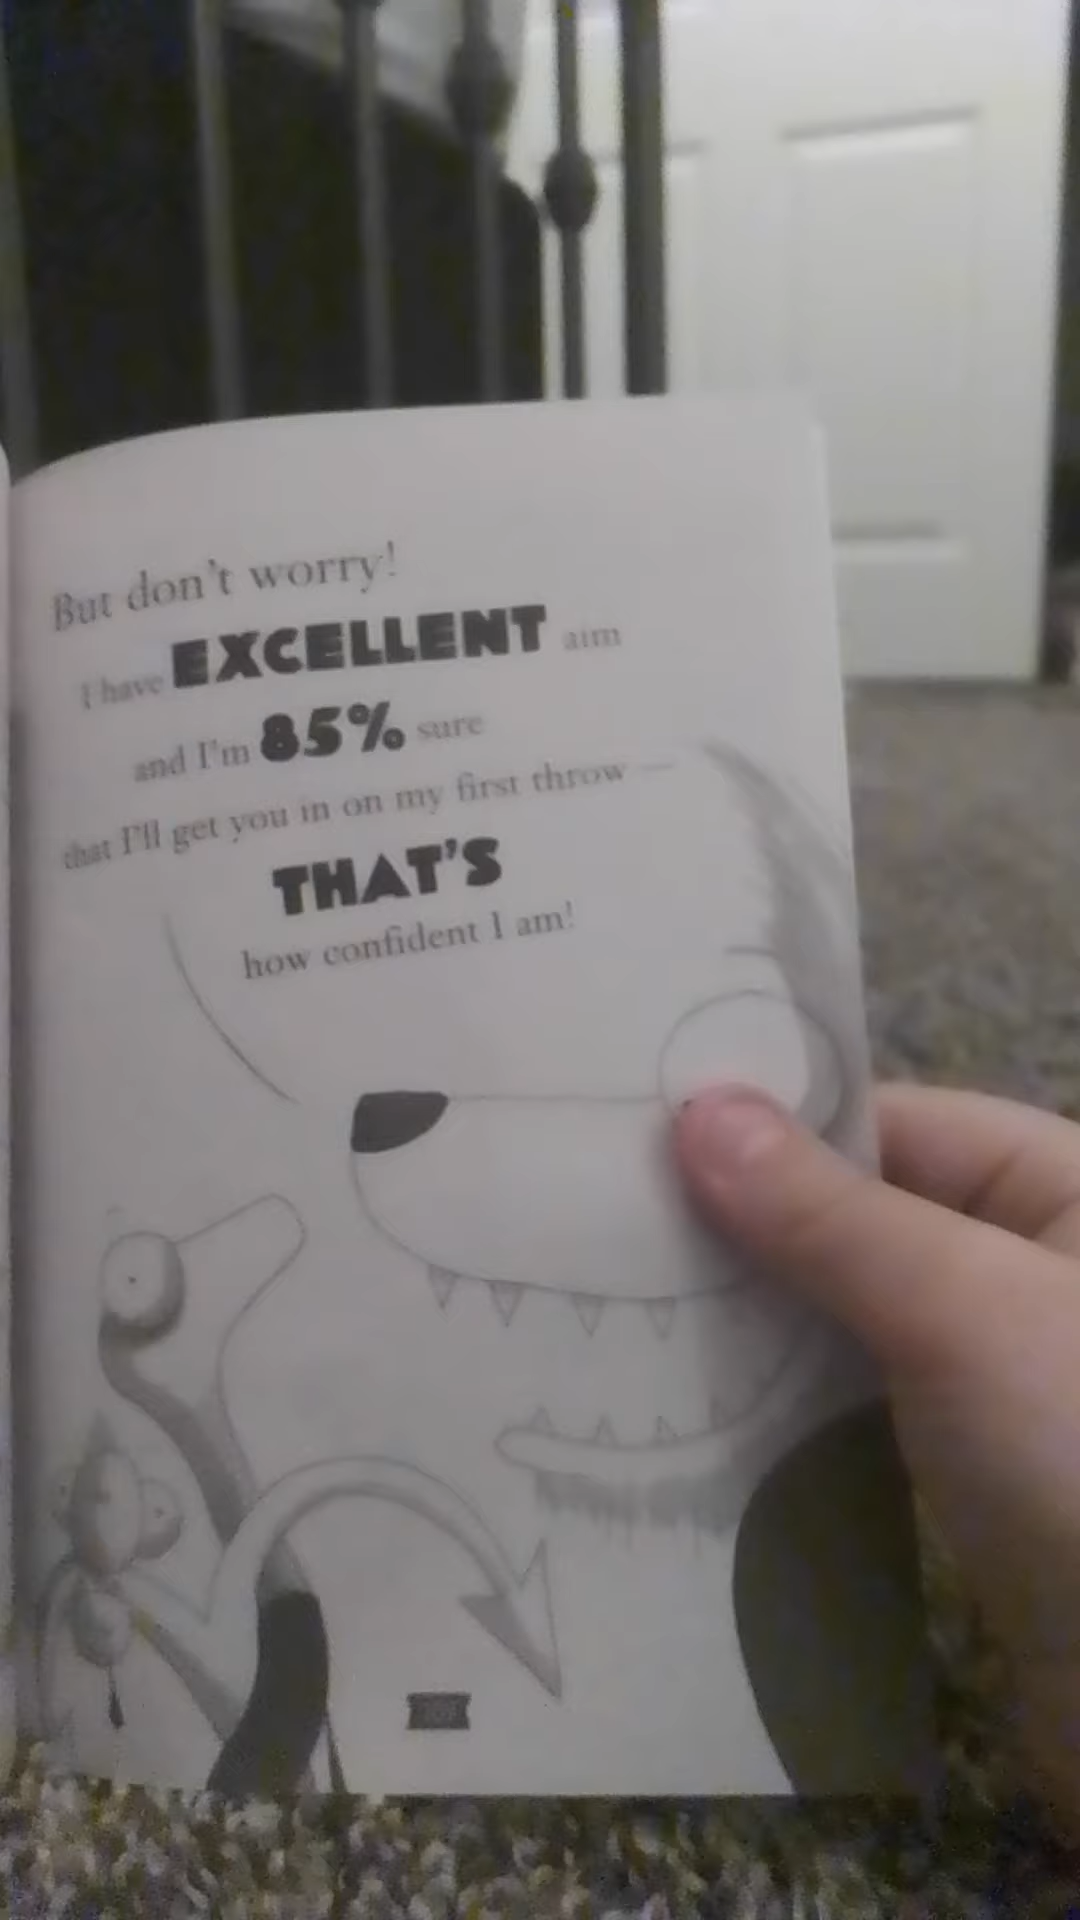 But don't worry!
I have EXCELLENT aim
and I'm 85% sure
that I'll get you in on my first throw —
THAT'S
how confident I am!